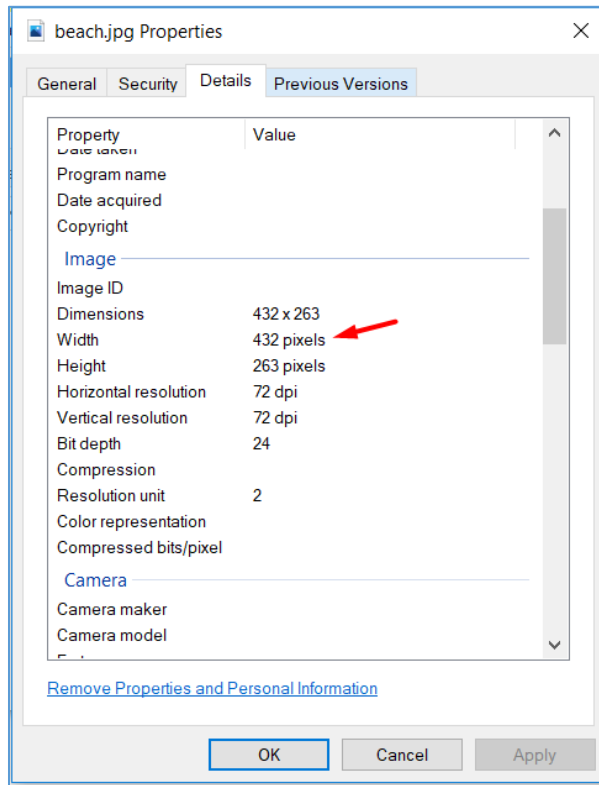 beach.jpg Properties
General Security Details Previous Versions
Property Value
Date taken
Program name
Date acquired
Copyright
Image
Image ID
Dimensions 432 x 263
Width 432 pixels
Height 263 pixels
Horizontal resolution 72 dpi
Vertical resolution 72 dpi
Bit depth 24
Compression
Resolution unit 2
Color representation
Compressed bits/pixel
Camera
Camera maker
Camera model
Remove Properties and Personal Information
OK Cancel Apply